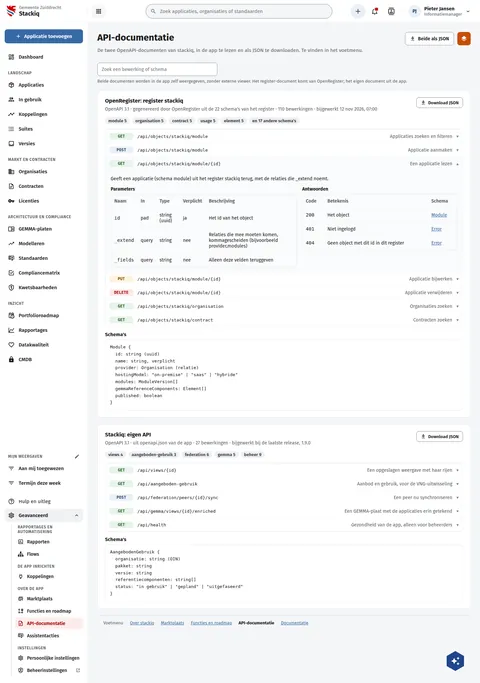 Gemeente Zuiddrecht
Stackiq
Zoek applicaties, organisaties of standaarden
PJ
Pieter Jansen
Informatiemanager
+ Applicatie toevoegen
Dashboard
LANDSCHAP
Applicaties
In gebruik
Koppelingen
Suites
Versies
MARKT EN CONTRACTEN
Organisaties
Contracten
Licenties
ARCHITECTUUR EN COMPLIANCE
GEMMA-platen
Modelleren
Standaarden
Compliancematrix
Kwetsbaarheden
INZICHT
Portfolioroadmap
Rapportages
Datakwaliteit
CMDB
MIJN WEERGAVEN
Aan mij toegewezen
Termijn deze week
Hulp en uitleg
Geavanceerd
RAPPORTAGES & AUTOMATISERING
Rapporten
Flows
DE APP INRICHTEN
Koppelingen
OVER DE APP
Marktplaats
Functies en roadmap
API-documentatie
Assistentacties
INSTELLINGEN
Persoonlijke instellingen
Beheerinstellingen
API-documentatie
De twee OpenAPI-documenten van stackiq, in de app te lezen en als JSON te downloaden. Te vinden in het voetmenu.
Beide als JSON
Zoek een bewerking of schema
Beide documenten worden in de app zelf weergegeven, zonder externe viewer. Het register-document komt van OpenRegister, het eigen document uit de app.
OpenRegister: register stackiq
OpenAPI 3.1 · gegenereerd door OpenRegister uit de 22 schema's van het register · 110 bewerkingen · bijgewerkt 12 nov 2026, 07:00
Download JSON
module 5
organisation 5
contract 5
usage 5
element 5
en 17 andere schema's
GET /api/objects/stackiq/module Applicaties zoeken en filteren
POST /api/objects/stackiq/module Applicatie aanmaken
GET /api/objects/stackiq/module/{id} Een applicatie lezen
Geeft een applicatie (schema module) uit het register stackiq terug, met de relaties die _extend noemt.
Parameters
Naam In Type Verplicht Beschrijving
id pad string (uuid) ja Het id van het object
_extend query string nee Relaties die mee moeten komen, kommagescheiden (bijvoorbeeld provider,modules)
_fields query string nee Alleen deze velden teruggeven
Antwoorden
Code Betekenis Schema
200 Het object Module
401 Niet ingelogd Error
404 Geen object met dit id in dit register Error
PUT /api/objects/stackiq/module/{id} Applicatie bijwerken
DELETE /api/objects/stackiq/module/{id} Applicatie verwijderen
GET /api/objects/stackiq/organisation Organisaties zoeken
GET /api/objects/stackiq/contract Contracten zoeken
Schema's
Module {
id: string (uuid)
name: string, verplicht
provider: Organisation (relatie)
hostingModel: "on-premise" | "saas" | "hybride"
modules: ModuleVersion[]
gemmaReferenceComponents: Element[]
published: boolean
}
Stackiq: eigen API
OpenAPI 3.1 · uit openapi.json van de app · 27 bewerkingen · bijgewerkt bij de laatste release, 1.9.0
Download JSON
views 4
aangeboden-gebruik 3
federation 6
gemma 5
beheer 9
GET /api/views/{id} Een opgeslagen weergave met haar rijen
GET /api/aangeboden-gebruik Aanbod en gebruik, voor de VNG-uitwisseling
POST /api/federation/peers/{id}/sync Een peer nu synchroniseren
GET /api/gemma/views/{id}/enriched Een GEMMA-plaat met de applicaties erin getekend
GET /api/health Gezondheid van de app, alleen voor beheerders
Schema's
AangebodenGebruik {
organisatie: string (OIN)
pakket: string
versie: string
referentiecomponenten: string[]
status: "in gebruik" | "gepland" | "uitgefaseerd"
}
Voetmenu: Over stackiq Marktplaats Functies en roadmap API-documentatie Documentatie